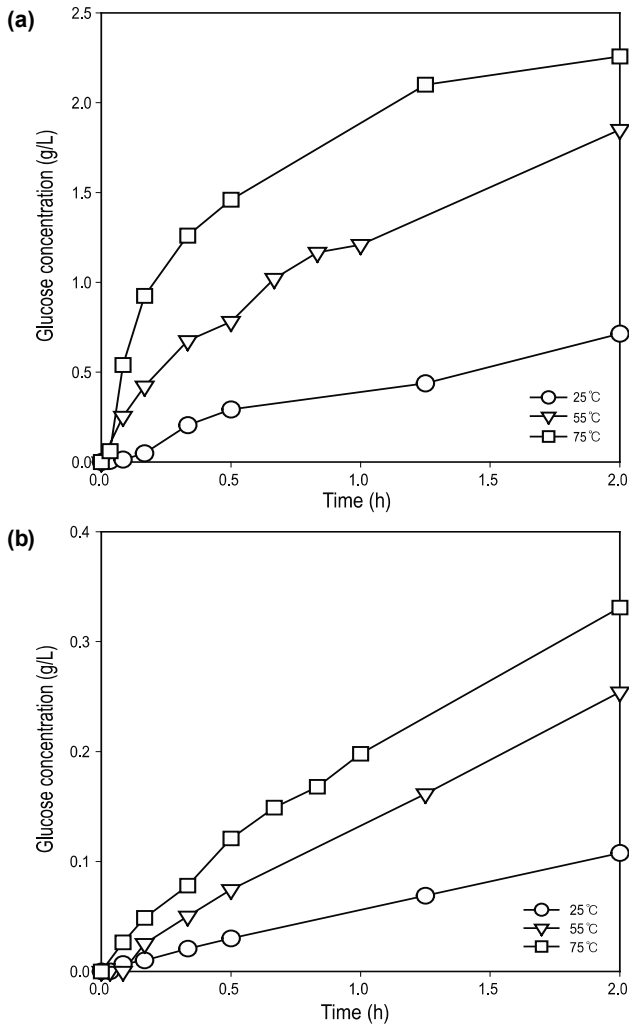 (a)
Glucose concentration (g/L)
2.5
2.0
1.5
1.0
0.5
0.0
0.0 0.5 1.0 1.5 2.0
Time (h)
25℃
55℃
75℃
(b)
Glucose concentration (g/L)
0.4
0.3
0.2
0.1
0.0
0.0 0.5 1.0 1.5 2.0
Time (h)
25℃
55℃
75℃